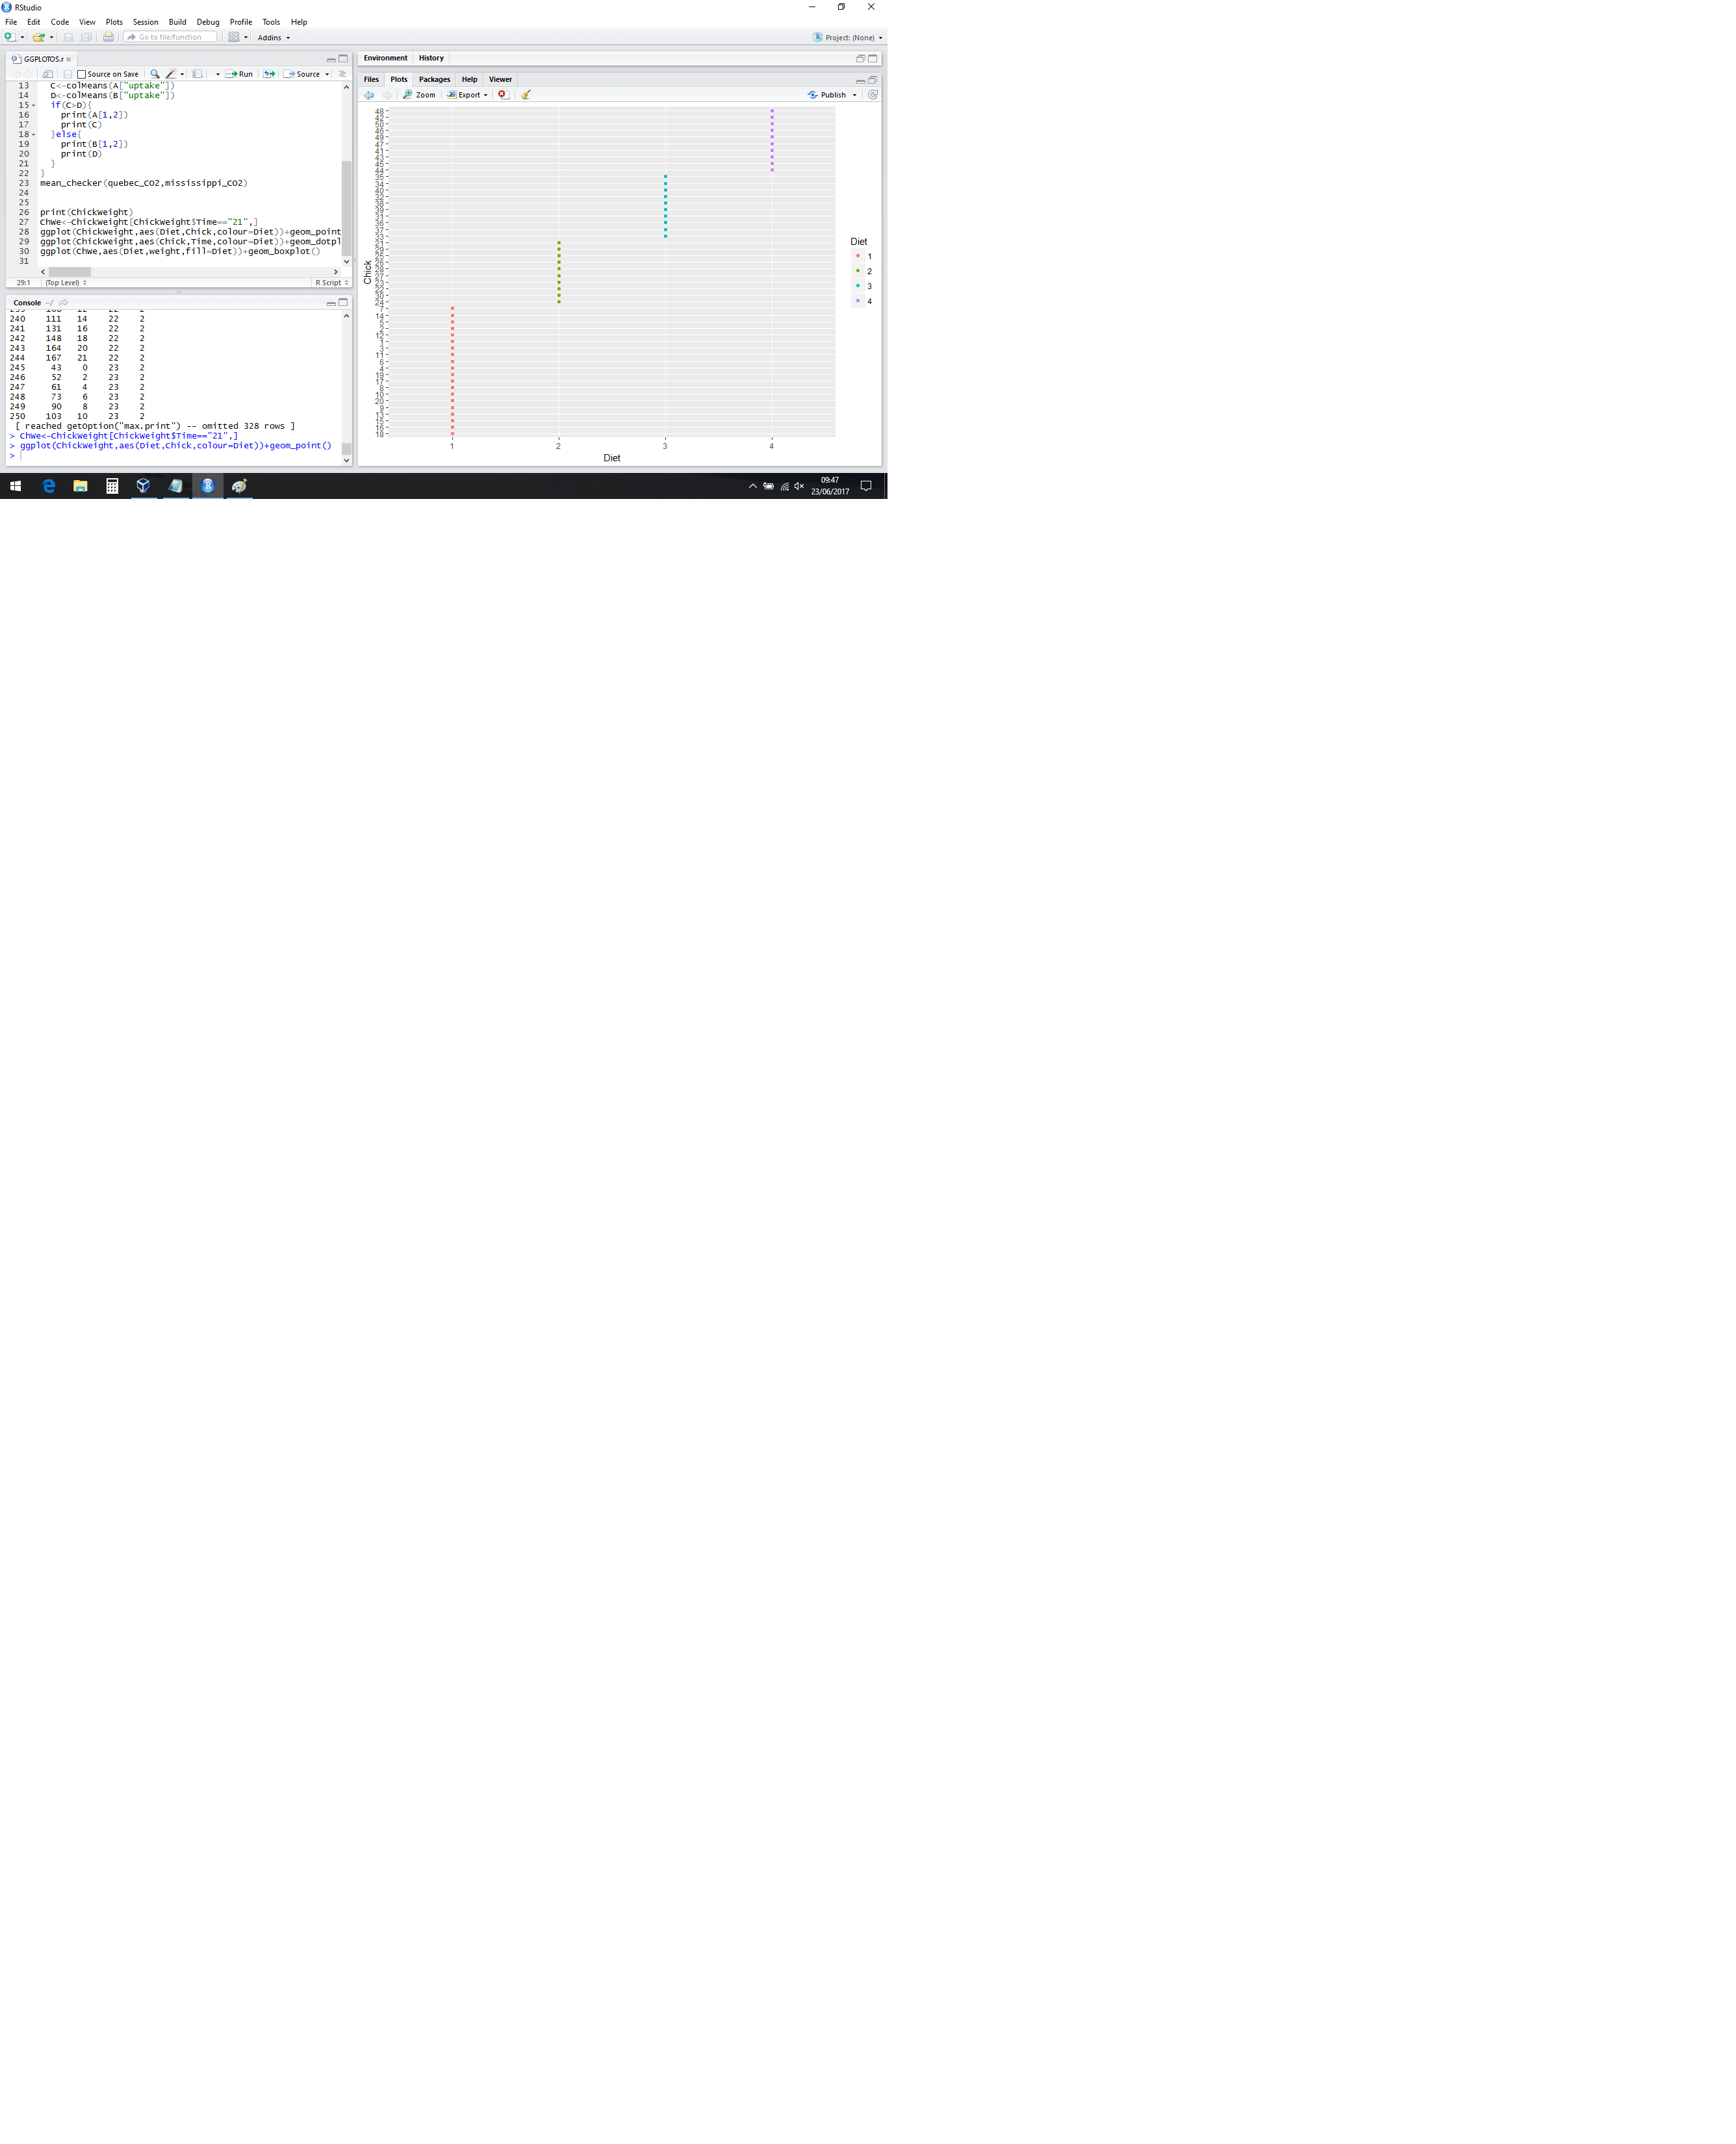 RStudio
File Edit Code View Plots Session Build Debug Profile Tools Help
Go to file/function Addins Project: (None)
GGPLOTOS.r
Source on Save Run Source
13 C<-colMeans(A["uptake"])
14 D<-colMeans(B["uptake"])
15 if(C>D){
16 print(A[1,2])
17 print(C)
18 }else{
19 print(B[1,2])
20 print(D)
21 }
22 }
23 mean_checker(quebec_CO2,mississippi_CO2)
24
25
26 print(ChickWeight)
27 ChWe<-ChickWeight[ChickWeight$Time=="21",]
28 ggplot(ChickWeight,aes(Diet,Chick,colour=Diet))+geom_point
29 ggplot(ChickWeight,aes(Chick,Time,colour=Diet))+geom_dotpl
30 ggplot(ChWe,aes(Diet,weight,fill=Diet))+geom_boxplot()
31
29:1 (Top Level) R Script
Console ~/
240 111 14 22 2
241 131 16 22 2
242 148 18 22 2
243 164 20 22 2
244 167 21 22 2
245 43 0 23 2
246 52 2 23 2
247 61 4 23 2
248 73 6 23 2
249 90 8 23 2
250 103 10 23 2
[ reached getOption("max.print") -- omitted 328 rows ]
> ChWe<-ChickWeight[ChickWeight$Time=="21",]
> ggplot(ChickWeight,aes(Diet,Chick,colour=Diet))+geom_point()
>
Environment History
Files Plots Packages Help Viewer
Zoom Export Publish
48
42
50
46
49
47
41
43
45
44
35
34
40
32
38
39
31
36
37
33
21
29
25
26
28
27
23
22
30
24
7
14
5
2
12
1
3
11
6
4
19
17
8
10
20
9
13
15
16
18
Chick
1 2 3 4
Diet
Diet
1
2
3
4
09:47
23/06/2017